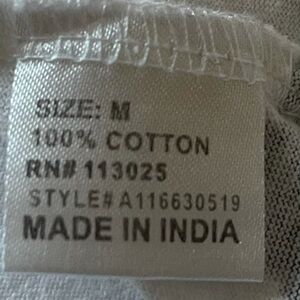 SIZE: M
100% COTTON
RN# 113025
STYLE# A116630519
MADE IN INDIA